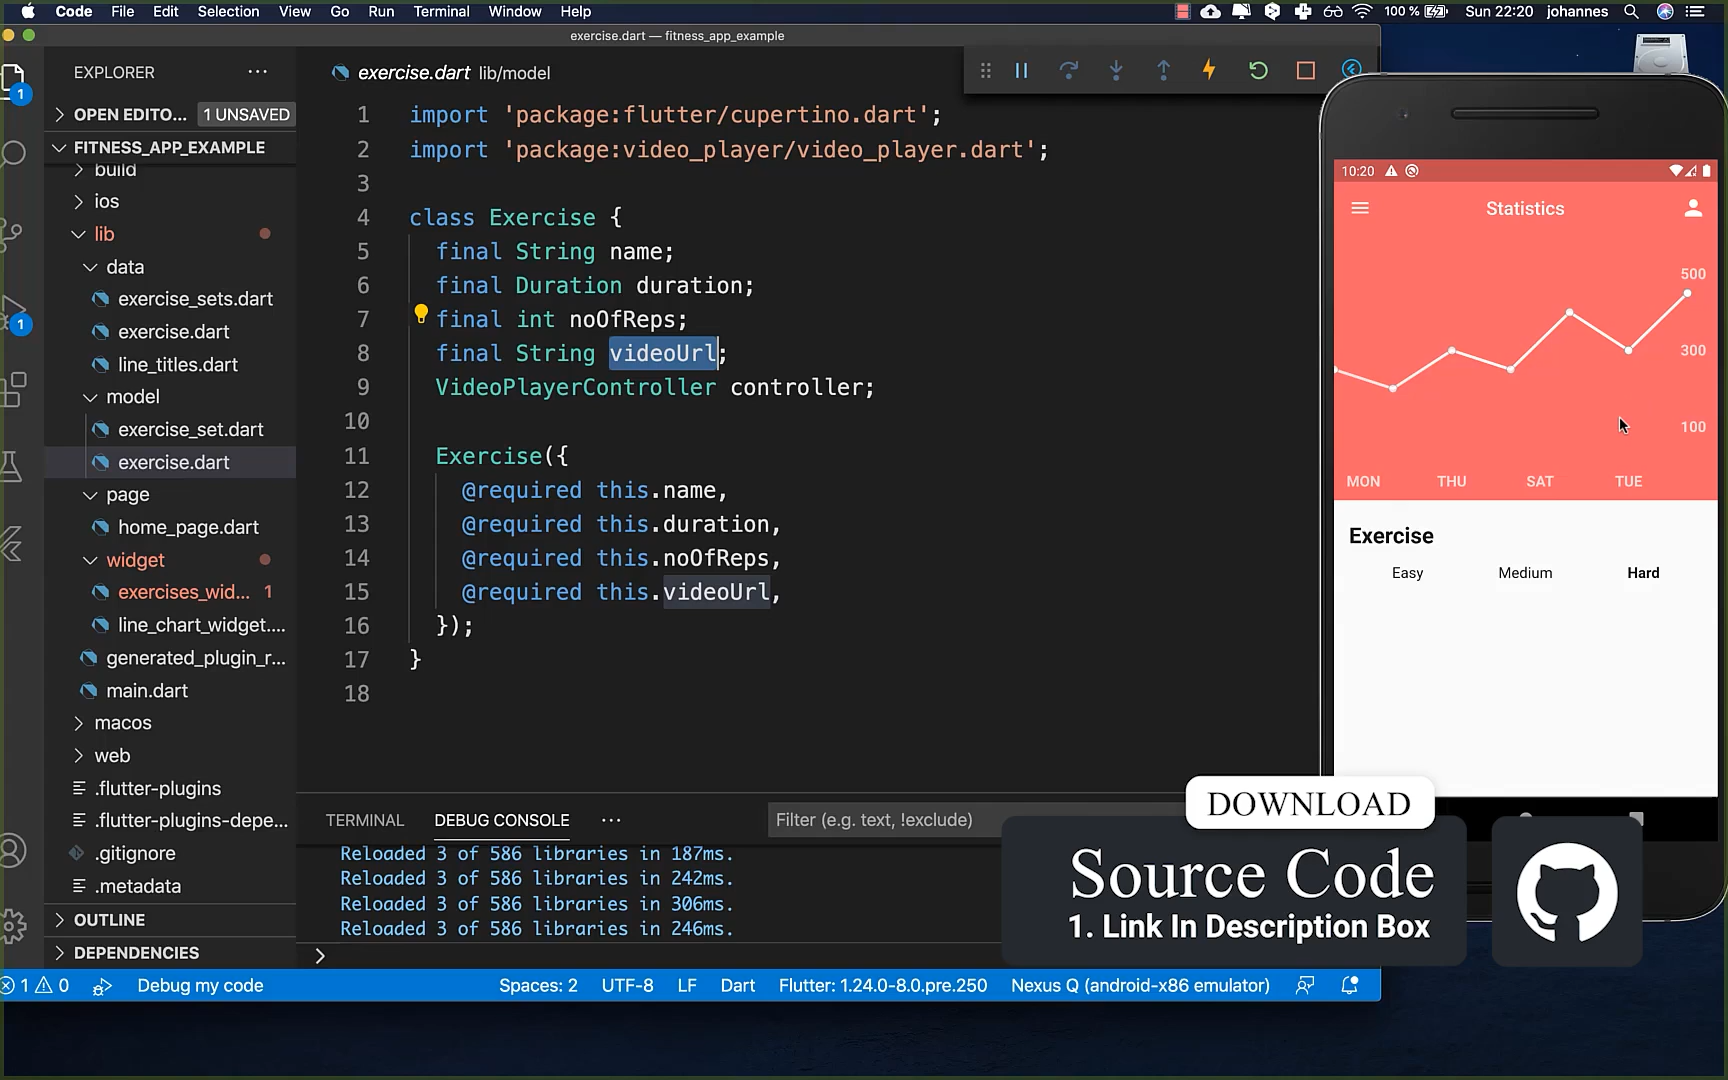 Code File Edit Selection View Go Run Terminal Window Help 100 % Sun 22:20 johannes
exercise.dart — fitness_app_example
EXPLORER
1
OPEN EDITO... 1 UNSAVED
FITNESS_APP_EXAMPLE
build
ios
lib
data
exercise_sets.dart
exercise.dart
1
line_titles.dart
model
exercise_set.dart
exercise.dart
page
home_page.dart
widget
exercises_wid... 1
line_chart_widget....
generated_plugin_r...
main.dart
macos
web
.flutter-plugins
.flutter-plugins-depe...
.gitignore
.metadata
OUTLINE
DEPENDENCIES
exercise.dart lib/model
1 import 'package:flutter/cupertino.dart';
2 import 'package:video_player/video_player.dart';
3
4 class Exercise {
5 final String name;
6 final Duration duration;
7 final int noOfReps;
8 final String videoUrl;
9 VideoPlayerController controller;
10
11 Exercise({
12 @required this.name,
13 @required this.duration,
14 @required this.noOfReps,
15 @required this.videoUrl,
16 });
17 }
18
TERMINAL DEBUG CONSOLE ... Filter (e.g. text, !exclude)
Reloaded 3 of 586 libraries in 187ms.
Reloaded 3 of 586 libraries in 242ms.
Reloaded 3 of 586 libraries in 306ms.
Reloaded 3 of 586 libraries in 246ms.
1 0 Debug my code Spaces: 2 UTF-8 LF Dart Flutter: 1.24.0-8.0.pre.250 Nexus Q (android-x86 emulator)
10:20
Statistics
500
300
100
MON THU SAT TUE
Exercise
Easy Medium Hard
DOWNLOAD
Source Code
1. Link In Description Box